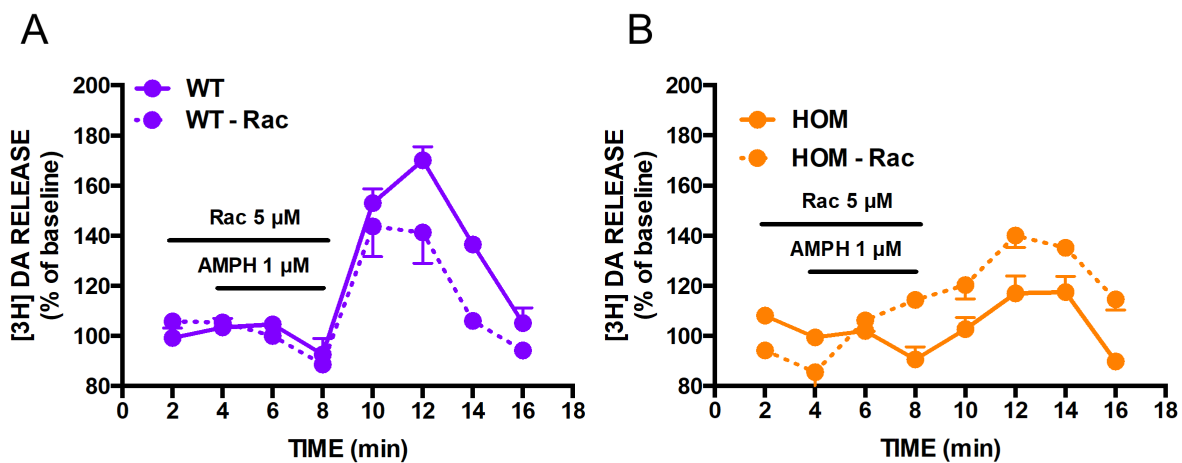 A
[3H] DA RELEASE
(% of baseline)
200
180
160
140
120
100
80
WT
WT - Rac
Rac 5 µM
AMPH 1 µM
0 2 4 6 8 10 12 14 16 18
TIME (min)
B
[3H] DA RELEASE
(% of baseline)
200
180
160
140
120
100
80
HOM
HOM - Rac
Rac 5 µM
AMPH 1 µM
0 2 4 6 8 10 12 14 16 18
TIME (min)